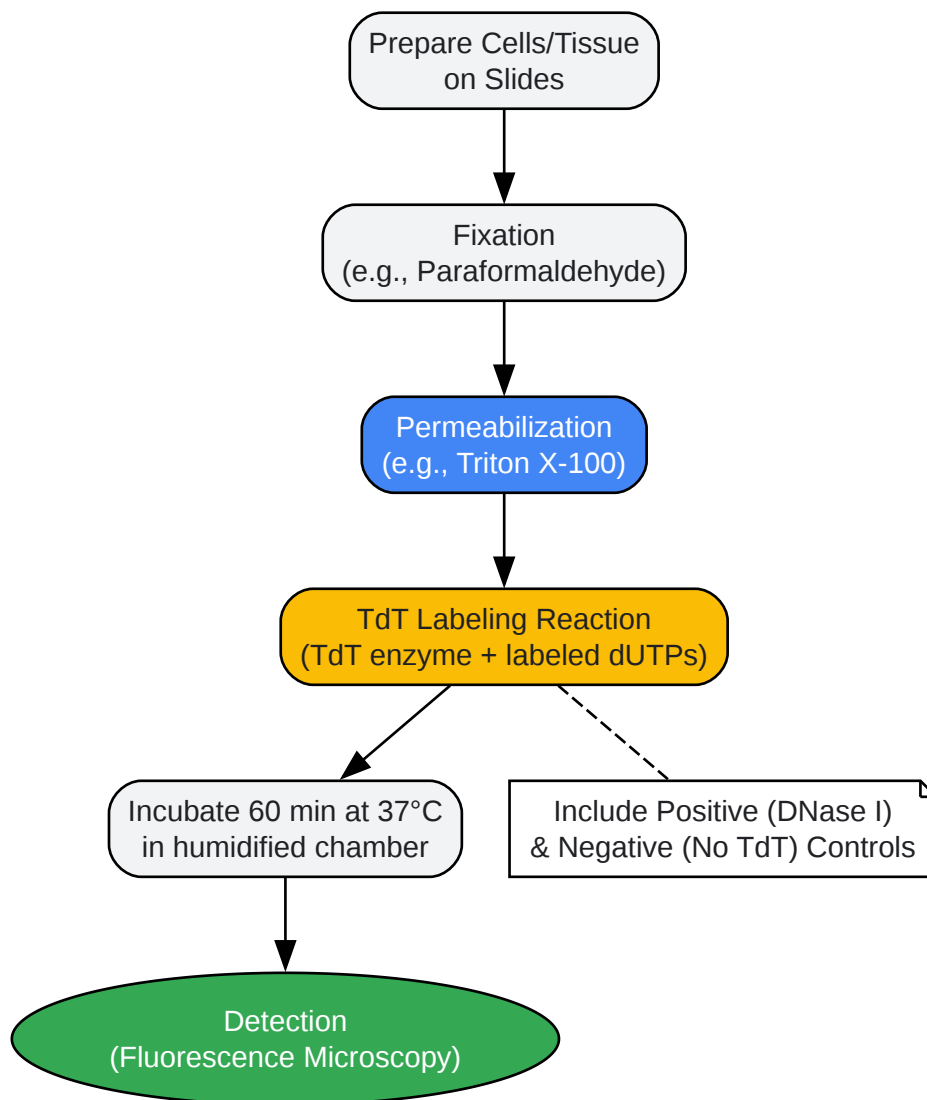 Prepare Cells/Tissue
on Slides
Fixation
(e.g., Paraformaldehyde)
Permeabilization
(e.g., Triton X-100)
TdT Labeling Reaction
(TdT enzyme + labeled dUTPs)
Incubate 60 min at 37°C
in humidified chamber
Include Positive (DNase I)
& Negative (No TdT) Controls
Detection
(Fluorescence Microscopy)